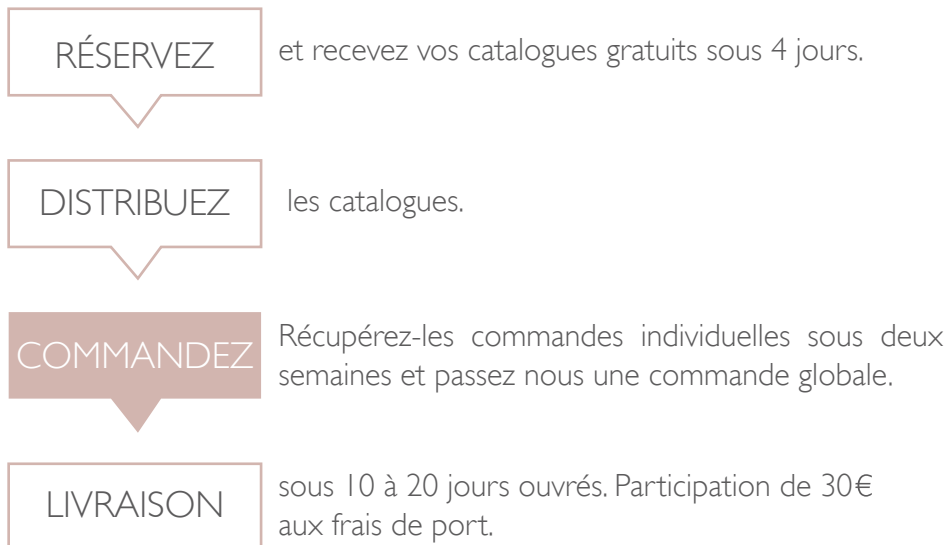 RÉSERVEZ et recevez vos catalogues gratuits sous 4 jours.
DISTRIBUEZ les catalogues.
COMMANDEZ Récupérez-les commandes individuelles sous deux
semaines et passez nous une commande globale.
LIVRAISON sous 10 à 20 jours ouvrés. Participation de 30€
aux frais de port.